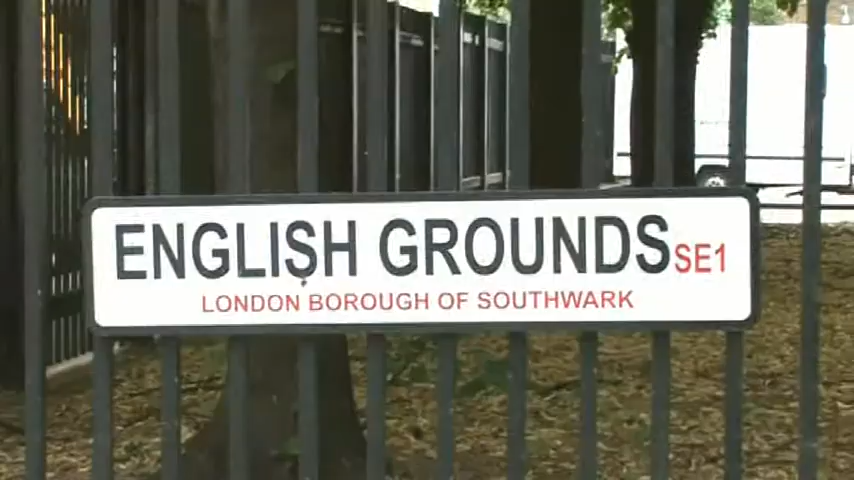 ENGLISH GROUNDS SE1
LONDON BOROUGH OF SOUTHWARK